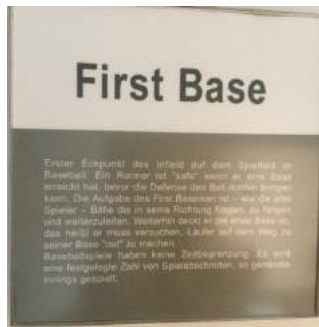 First Base
Erster Eckpunkt des Infield auf dem Spielfeld im
Baseball. Ein Runner ist "safe" wenn er eine Base
erreicht hat, bevor die Defense den Ball dorthin bringen
kann. Die Aufgabe des First Baseman ist – wie die aller
Spieler – Bälle die in seine Richtung fliegen, zu fangen
und weiterzuleiten. Weiterhin deckt er die erste Base ab,
das heißt er muss versuchen, Läufer auf dem Weg zu
seiner Base "out" zu machen.
Baseballspiele haben keine Zeitbegrenzung. Es wird
eine festgelegte Zahl von Spielabschnitten, so genannte
Innings gespielt.